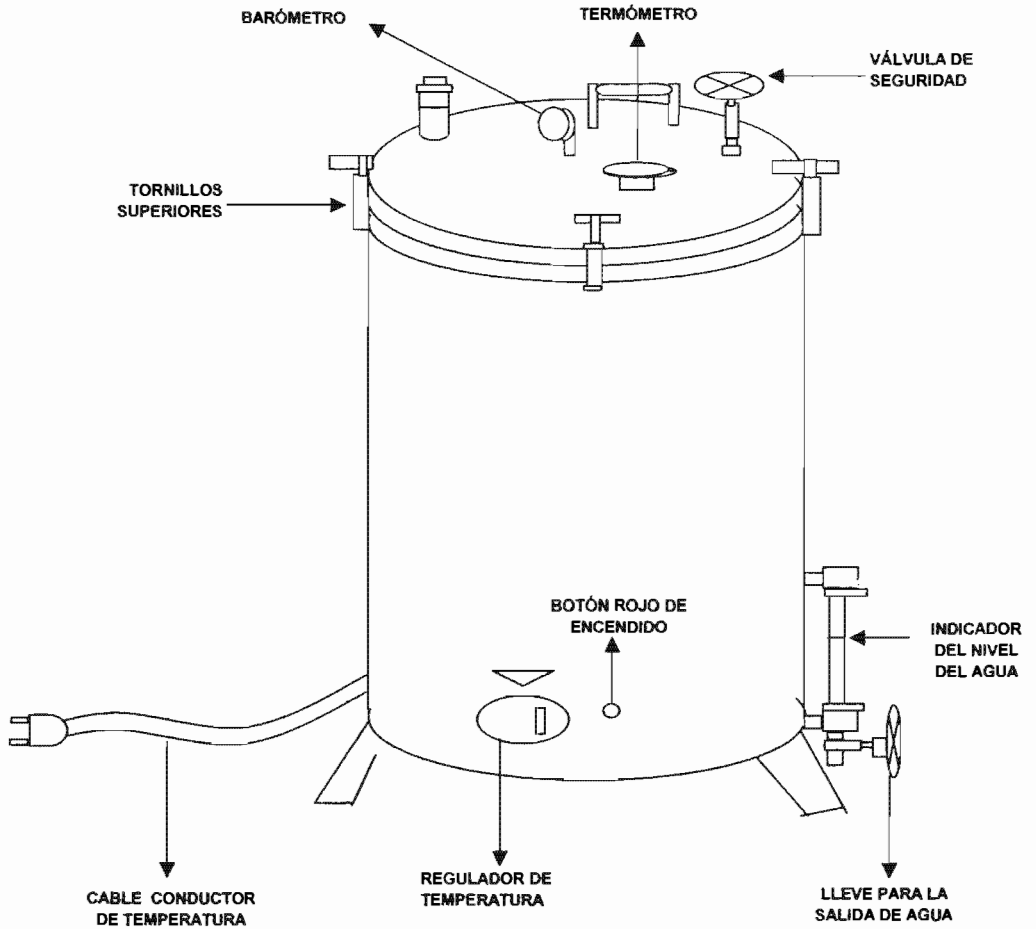 BARÓMETRO
TERMÓMETRO
VÁLVULA DE
SEGURIDAD
TORNILLOS
SUPERIORES
BOTÓN ROJO DE
ENCENDIDO
INDICADOR
DEL NIVEL
DEL AGUA
CABLE CONDUCTOR
DE TEMPERATURA
REGULADOR DE
TEMPERATURA
LLEVE PARA LA
SALIDA DE AGUA